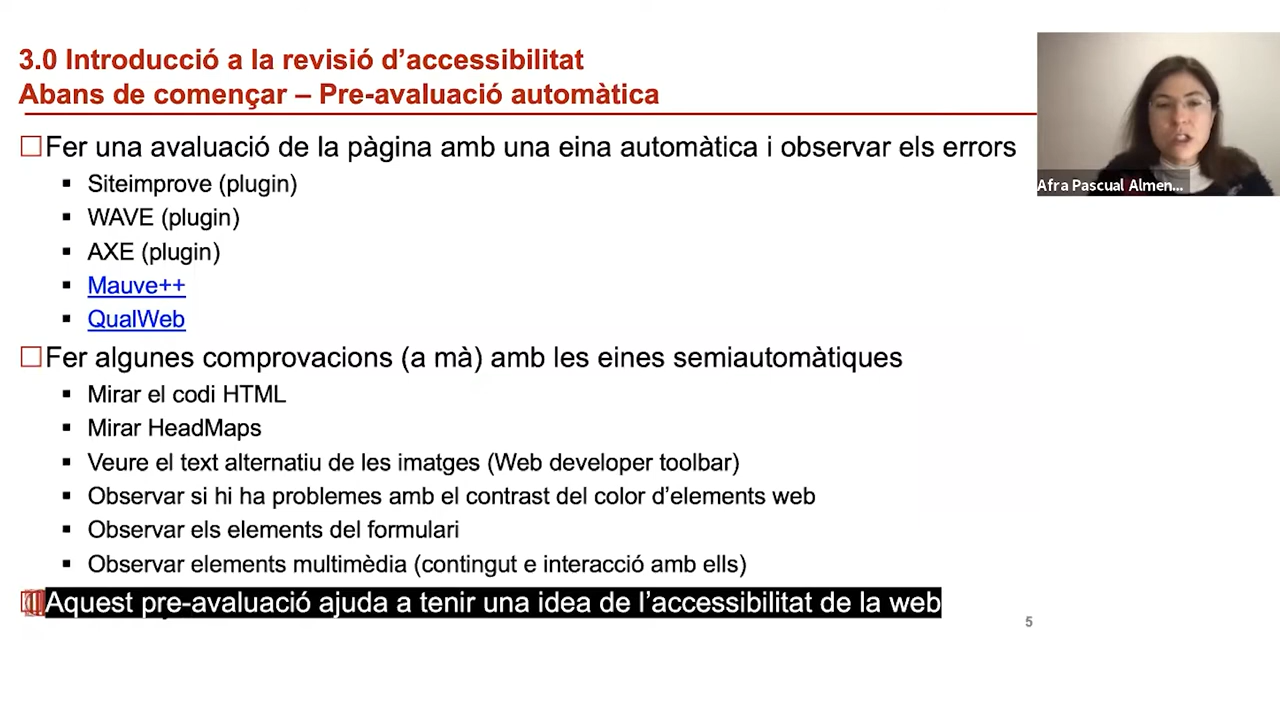 3.0 Introducció a la revisió d’accessibilitat
Abans de començar – Pre-avaluació automàtica
Fer una avaluació de la pàgina amb una eina automàtica i observar els errors
Siteimprove (plugin)
WAVE (plugin)
AXE (plugin)
Mauve++
QualWeb
Fer algunes comprovacions (a mà) amb les eines semiautomàtiques
Mirar el codi HTML
Mirar HeadMaps
Veure el text alternatiu de les imatges (Web developer toolbar)
Observar si hi ha problemes amb el contrast del color d’elements web
Observar els elements del formulari
Observar elements multimèdia (contingut e interacció amb ells)
Aquest pre-avaluació ajuda a tenir una idea de l’accessibilitat de la web
5
Afra Pascual Almen...